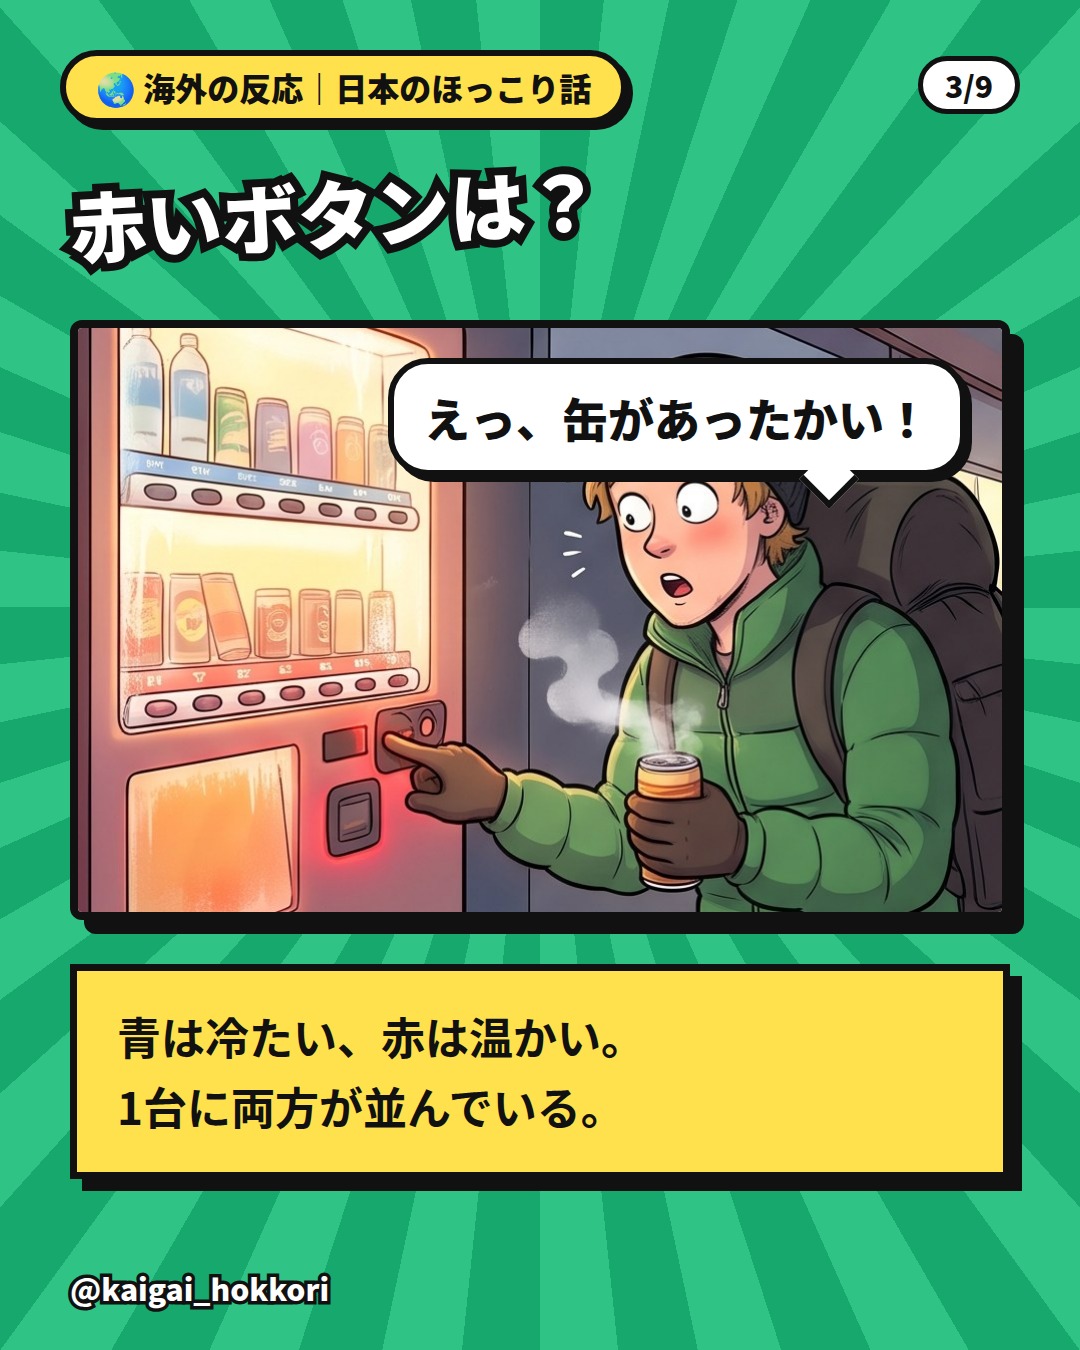 海外の反応｜日本のほっこり話
3/9
赤いボタンは？
えっ、缶があったかい！
青は冷たい、赤は温かい。
1台に両方が並んでいる。
@kaigai_hokkori